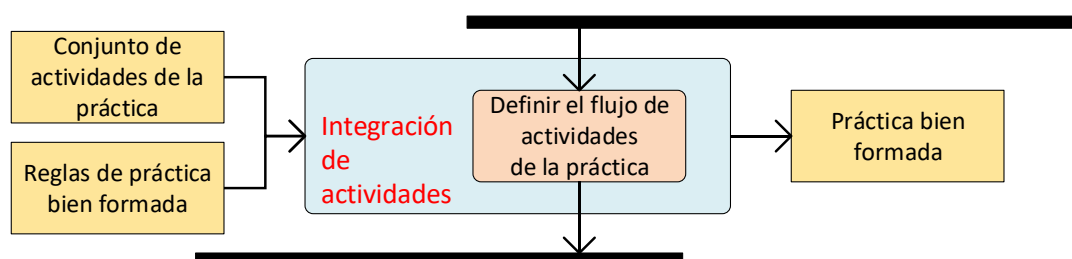 Conjunto de
actividades de la
práctica
Reglas de práctica
bien formada
Integración
de
actividades
Definir el flujo de
actividades
de la práctica
Práctica bien
formada